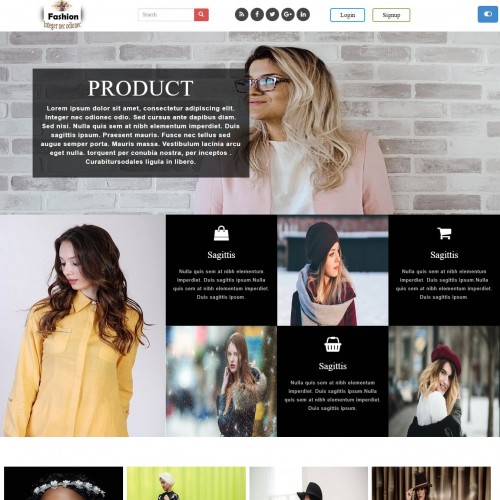 Fashion
Integer nec odio nec
Search
Login
Signup
PRODUCT
Lorem ipsum dolor sit amet, consectetur adipiscing elit.
Integer nec odionec odio. Sed cursus ante dapibus diam.
Sed nisi. Nulla quis sem at nibh elementum imperdiet. Duis
sagittis ipsum. Praesent mauris. Fusce nec tellus sed
augue semper porta. Mauris massa. Vestibulum lacinia arcu
eget nulla. torquent per conubia nostra, per inceptos .
Curabitursodales ligula in libero.
Sagittis
Nulla quis sem at nibh elementum
imperdiet. Duis sagittis ipsum.Nulla
quis sem at nibh elementum imperdiet.
Duis sagittis ipsum.
Sagittis
Nulla quis sem at nibh elementum
imperdiet. Duis sagittis ipsum.Nulla
quis sem at nibh elementum imperdiet.
Duis sagittis ipsum.
Sagittis
Nulla quis sem at nibh elementum
imperdiet. Duis sagittis ipsum.Nulla
quis sem at nibh elementum imperdiet.
Duis sagittis ipsum.